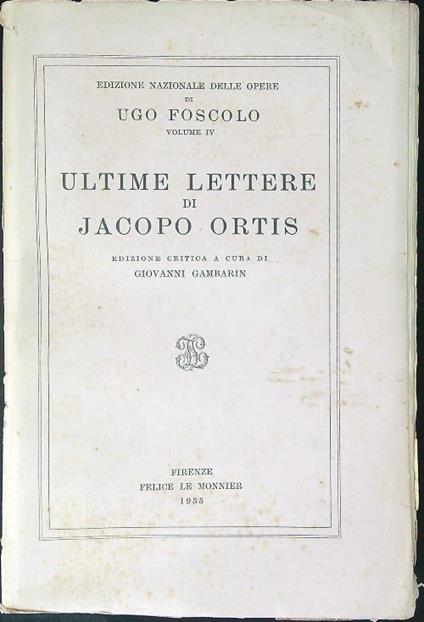 EDIZIONE NAZIONALE DELLE OPERE
DI
UGO FOSCOLO
VOLUME IV
ULTIME LETTERE
DI
JACOPO ORTIS
EDIZIONE CRITICA A CURA DI
GIOVANNI GAMBARIN
FIRENZE
FELICE LE MONNIER
1955